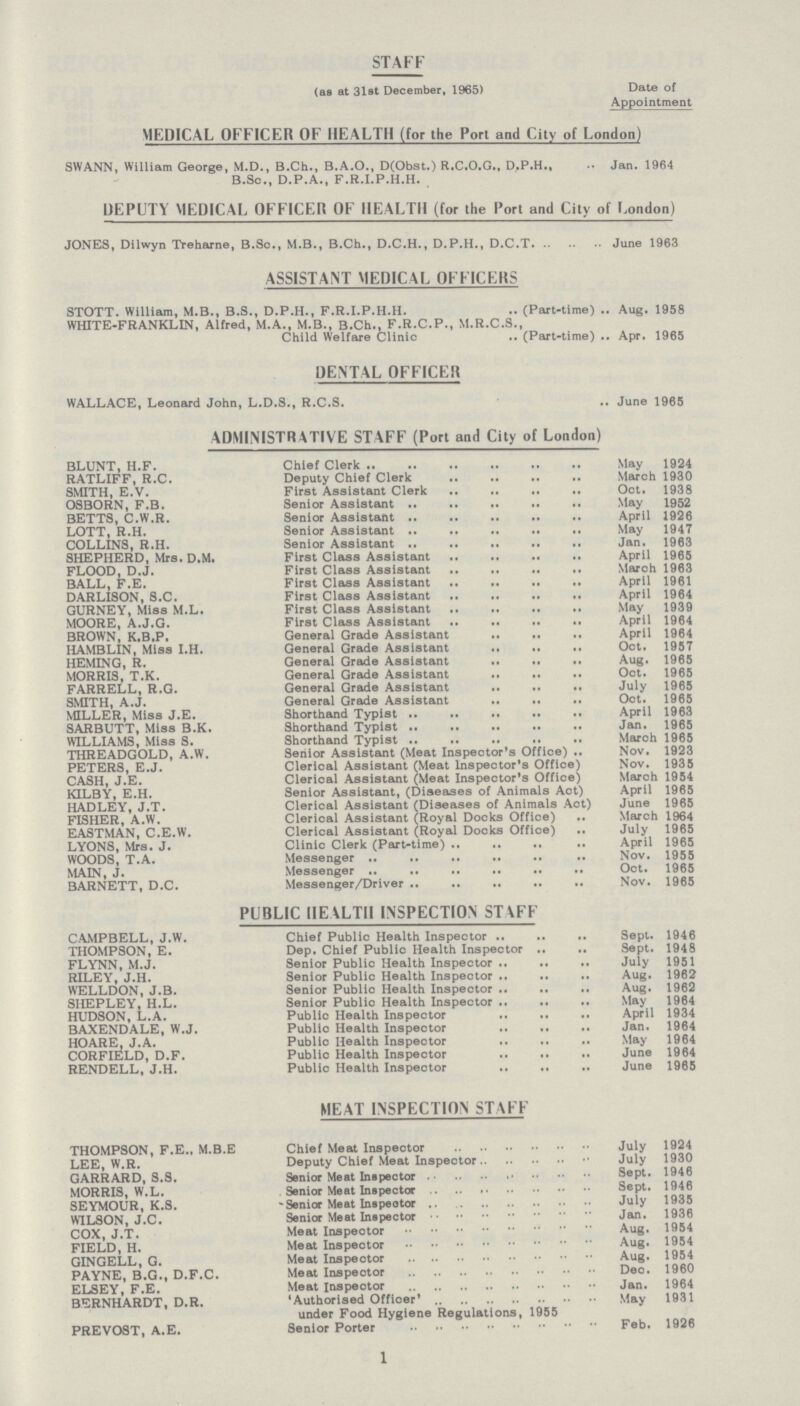 STAFF
(as at 31st December, 1965) Date of
Appointment
MEDICAL OFFICER OF HEALTH (for the Port and City of London)
SWANN, William George, M.D., B.Ch., B.A.O., D(Obst.) R.C.O.G., D.P.H., .. Jan. 1964
B.Sc., D.P.A., F.R.I.P.H.H.
DEPUTY MEDICAL OFFICER OF HEALTH (for the Port and City of London)
JONES, Dilwyn Treharne, B.Sc., M.B., B.Ch., D.C.H., D.P.H., D.C.T. .. .. .. June 1963
ASSISTANT MEDICAL OFFICERS
STOTT. William, M.B., B.S., D.P.H., F.R.I.P.H.H. .. (Part-time) .. Aug. 1958
WHITE-FRANKLIN, Alfred, M.A., M.B., B.Ch., F.R.C.P., M.R.C.S.,
Child Welfare Clinic .. (Part-time) .. Apr. 1965
DENTAL OFFICER
WALLACE, Leonard John, L.D.S., R.C.S. .. June 1965
ADMINISTRATIVE STAFF (Port and City of London)
BLUNT, H.F. Chief Clerk .. .. .. .. .. .. May 1924
RATLIFF, R.C. Deputy Chief Clerk .. .. .. .. March 1930
SMITH, E.V. First Assistant Clerk .. .. .. .. Oct. 1938
OSBORN, F.B. Senior Assistant .. .. .. .. .. May 1952
BETTS, C.W.R. Senior Assistant .. .. .. .. .. April 1926
LOTT, R.H. Senior Assistant .. .. .. .. .. May 1947
COLLINS, R.H. Senior Assistant .. .. .. .. .. Jan. 1963
SHEPHERD, Mrs. D.M. First Class Assistant .. .. .. .. April 1965
FLOOD, D.J. First Class Assistant .. .. .. .. March 1963
BALL, F.E. First Class Assistant .. .. .. .. April 1961
DARLISON, S.C. First Class Assistant .. .. .. .. April 1964
GURNEY, Miss M.L. First Class Assistant .. .. .. .. May 1939
MOORE, A.J.G. First Class Assistant .. .. .. .. April 1964
BROWN, K.B.P. General Grade Assistant .. .. .. April 1964
HAMBLIN, Miss I.H. General Grade Assistant .. .. .. Oct. 1957
HEMING, R. General Grade Assistant .. .. .. Aug. 1965
MORRIS, T.K. General Grade Assistant .. .. .. Oct. 1965
FARRELL, R.G. General Grade Assistant .. .. .. July 1965
SMITH, A.J. General Grade Assistant .. .. .. Oct. 1965
MILLER, Miss J.E. Shorthand Typist .. .. .. .. .. April 1963
SARBUTT, Miss B.K. Shorthand Typist .. .. .. .. .. Jan. 1965
WILLIAMS, Miss S. Shorthand Typist .. .. .. .. .. March 1965
THREADGOLD, A.W. Senior Assistant (Meat Inspector's Office) .. Nov. 1923
PETERS, E.J. Clerical Assistant (Meat Inspector's Office) Nov. 1935
CASH, J.E. Clerical Assistant (Meat Inspector's Office) March 1954
KILBY, E.H. Senior Assistant, (Diseases of Animals Act) April 1965
HADLEY, J.T. Clerical Assistant (Diseases of Animals Act) June 1965
FISHER, A.W. Clerical Assistant (Royal Docks Office) .. March 1964
EASTMAN, C.E.W. Clerical Assistant (Royal Docks Office) .. July 1965
LYONS, Mrs. J. Clinic Clerk (Part-time) .. .. .. .. April 1965
WOODS, T.A. Messenger .. .. .. .. .. .. Nov. 1955
MAIN, J. Messenger .. .. .. .. .. .. Oct. 1965
BARNETT, D.C. Messenger/Driver .. .. .. .. .. Nov. 1965
PUBLIC HEALTH INSPECTION STAFF
CAMPBELL, J.W. Chief Public Health Inspector .. .. .. Sept. 1946
THOMPSON, E. Dep. Chief Public Health Inspector .. .. Sept. 1948
FLYNN, M.J. Senior Public Health Inspector .. .. .. July 1951
RILEY, J.H. Senior Public Health Inspector .. .. .. Aug. 1962
WELLDON, J.B. Senior Public Health Inspector .. .. .. Aug. 1962
SHEPLEY, H.L. Senior Public Health Inspector .. .. .. May 1964
HUDSON, L.A. Public Health Inspector .. .. .. April 1934
BAXENDALE, W.J. Public Health Inspector .. .. .. Jan. 1964
HOARE, J.A. Public Health Inspector .. .. .. May 1964
CORFIELD, D.F. Public Health Inspector .. .. .. June 1964
RENDELL, J.H. Public Health Inspector .. .. .. June 1965
MEAT INSPECTION STAFF
THOMPSON, F.E., M.B.E Chief Meat Inspector .. .. .. .. .. July 1924
LEE, W.R. Deputy Chief Meat Inspector .. .. .. .. July 1930
GARRARD, S.S. Senior Meat Inspector .. .. .. .. .. .. Sept. 1946
MORRIS, W.L. Senior Meat Inspector .. .. .. .. .. .. Sept. 1946
SEYMOUR, K.S. Senior Meat Inspector .. .. .. .. .. .. July 1935
WILSON, J.C. Senior Meat Inspector .. .. .. .. .. .. Jan. 1936
COX, J.T. Meat Inspector .. .. .. .. .. .. .. Aug. 1954
FIELD, H. Meat Inspector .. .. .. .. .. .. .. Aug. 1954
GINGELL, G. Meat Inspector .. .. .. .. .. .. .. Aug. 1954
PAYNE, B.G., D.F.C. Meat Inspector .. .. .. .. .. .. .. Dec. 1960
ELSEY, F.E. Meat Inspector .. .. .. .. .. .. .. Jan. 1964
BERNHARDT, D.R. 'Authorised Officer' .. .. .. .. .. .. May 1931
under Food Hygiene Regulations, 1955
PREVOST, A.E. Senior Porter .. .. .. .. .. .. .. Feb. 1926
1